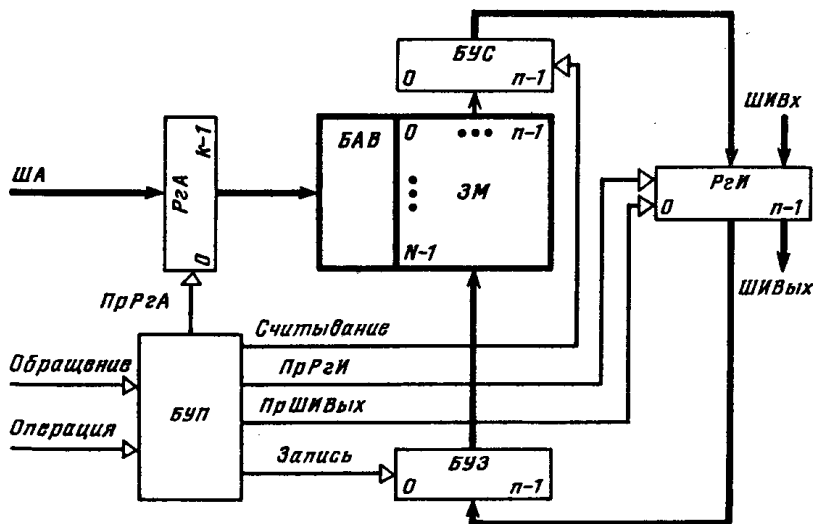 БУС
0 n-1
ШИВх
БАВ
0 ••• n-1
ША
РгА
k-1
0
ЗМ
РгИ
0 n-1
N-1
ШИВых
ПрРгА
Считывание
Обращение
ПрРгИ
БУП
ПрШИВых
Операция
Запись
БУЗ
0 n-1